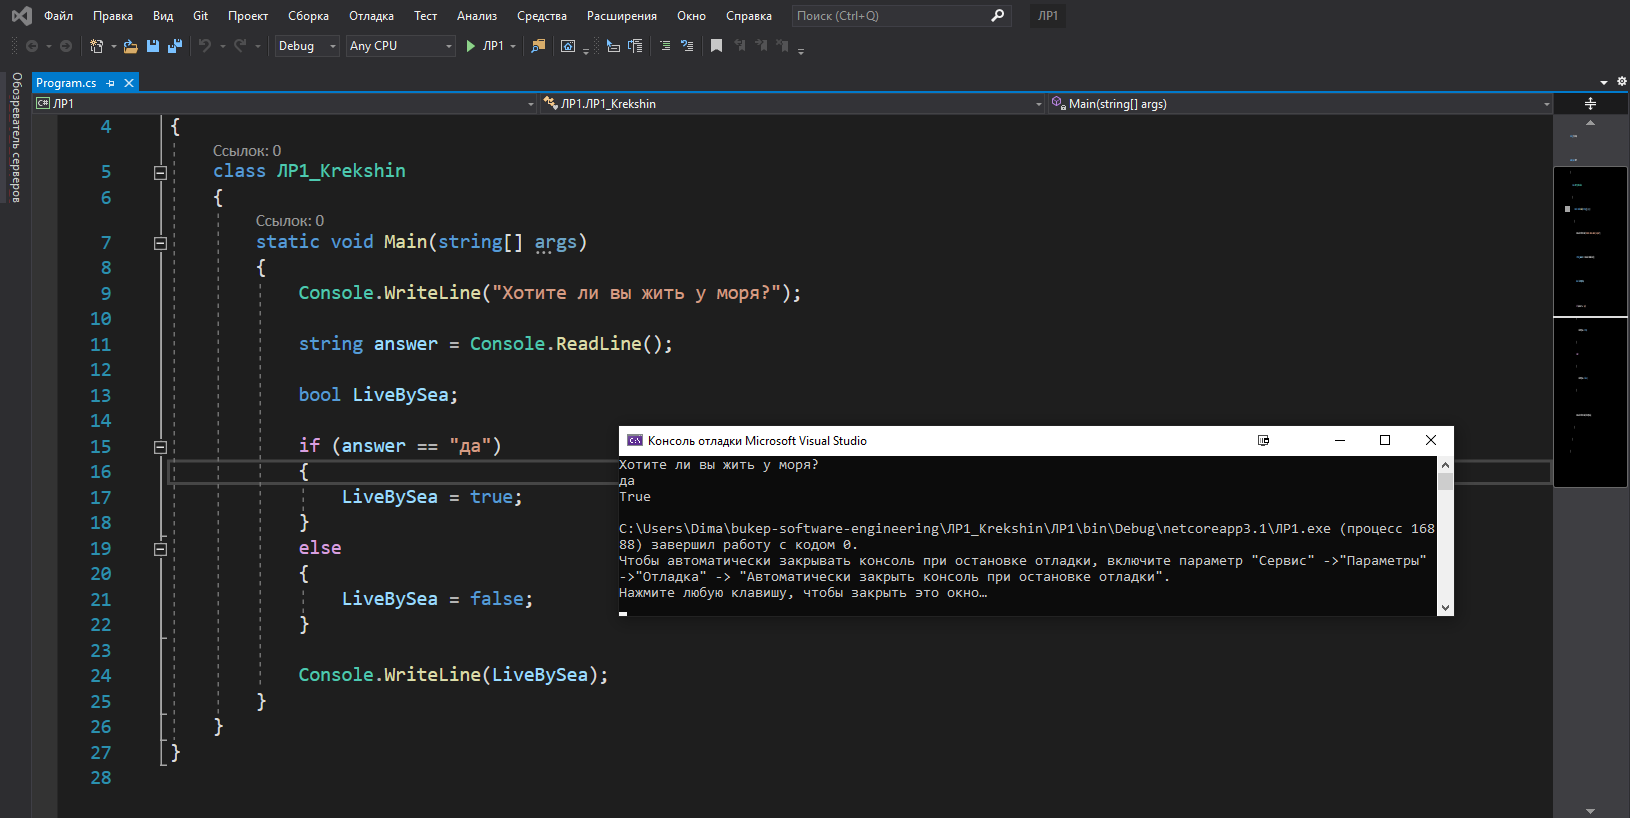 Файл Правка Вид Git Проект Сборка Отладка Тест Анализ Средства Расширения Окно Справка Поиск (Ctrl+Q) ЛР1
Debug Any CPU ЛР1
Обозреватель серверов
Program.cs
C# ЛР1 ЛР1.ЛР1_Krekshin Main(string[] args)
4 {
Ссылок: 0
5 class ЛР1_Krekshin
6 {
Ссылок: 0
7 static void Main(string[] args)
8 {
9 Console.WriteLine("Хотите ли вы жить у моря?");
10
11 string answer = Console.ReadLine();
12
13 bool LiveBySea;
14
15 if (answer == "да")
16 {
17 LiveBySea = true;
18 }
19 else
20 {
21 LiveBySea = false;
22 }
23
24 Console.WriteLine(LiveBySea);
25 }
26 }
27 }
28
Консоль отладки Microsoft Visual Studio
Хотите ли вы жить у моря?
да
True
C:\Users\Dima\bukep-software-engineering\ЛР1_Krekshin\ЛР1\bin\Debug\netcoreapp3.1\ЛР1.exe (процесс 168
88) завершил работу с кодом 0.
Чтобы автоматически закрывать консоль при остановке отладки, включите параметр "Сервис" ->"Параметры"
->"Отладка" -> "Автоматически закрыть консоль при остановке отладки".
Нажмите любую клавишу, чтобы закрыть это окно…